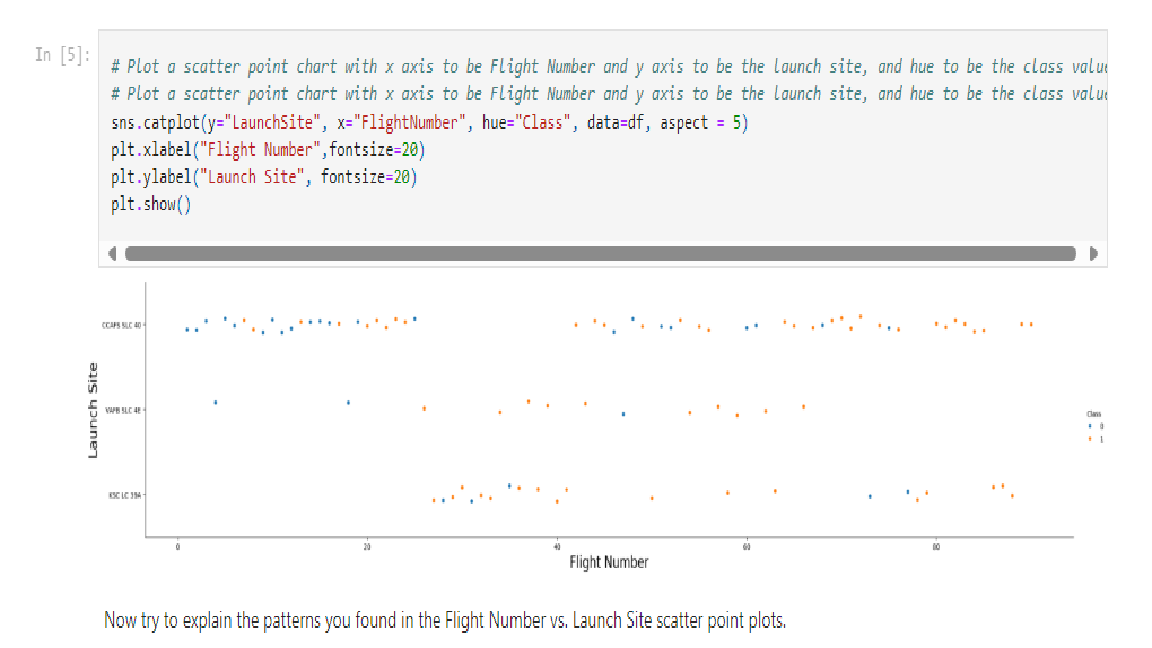 In [5]:
# Plot a scatter point chart with x axis to be Flight Number and y axis to be the launch site, and hue to be the class value
# Plot a scatter point chart with x axis to be Flight Number and y axis to be the launch site, and hue to be the class value
sns.catplot(y="LaunchSite", x="FlightNumber", hue="Class", data=df, aspect = 5)
plt.xlabel("Flight Number",fontsize=20)
plt.ylabel("Launch Site", fontsize=20)
plt.show()
CCAFS SLC 40
VAFB SLC 4E
KSC LC 39A
Launch Site
Class
0
1
0 20 40 60 80
Flight Number
Now try to explain the patterns you found in the Flight Number vs. Launch Site scatter point plots.